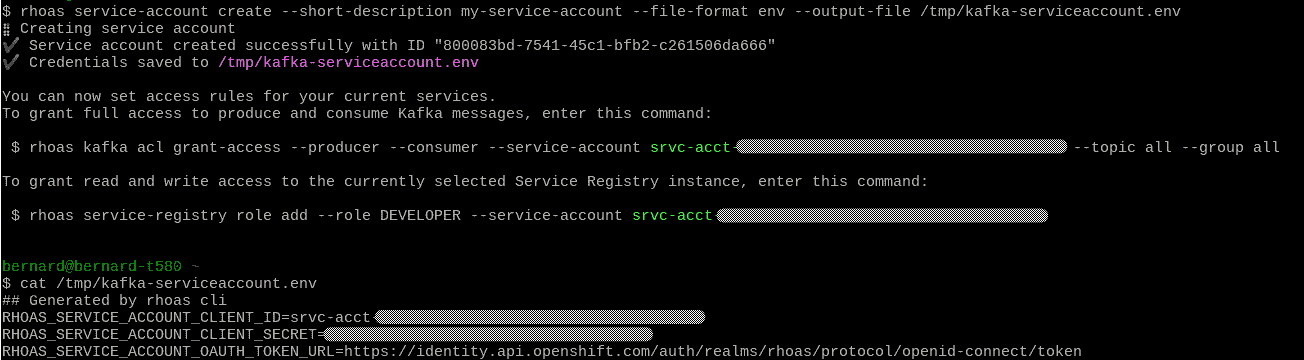 $ rhoas service-account create --short-description my-service-account --file-format env --output-file /tmp/kafka-serviceaccount.env
⣾ Creating service account
✔ Service account created successfully with ID "800083bd-7541-45c1-bfb2-c261506da666"
✔ Credentials saved to /tmp/kafka-serviceaccount.env
You can now set access rules for your current services.
To grant full access to produce and consume Kafka messages, enter this command:
$ rhoas kafka acl grant-access --producer --consumer --service-account srvc-acct- --topic all --group all
To grant read and write access to the currently selected Service Registry instance, enter this command:
$ rhoas service-registry role add --role DEVELOPER --service-account srvc-acct-
bernard@bernard-t580 ~
$ cat /tmp/kafka-serviceaccount.env
## Generated by rhoas cli
RHOAS_SERVICE_ACCOUNT_CLIENT_ID=srvc-acct-
RHOAS_SERVICE_ACCOUNT_CLIENT_SECRET=
RHOAS_SERVICE_ACCOUNT_OAUTH_TOKEN_URL=https://identity.api.openshift.com/auth/realms/rhoas/protocol/openid-connect/token